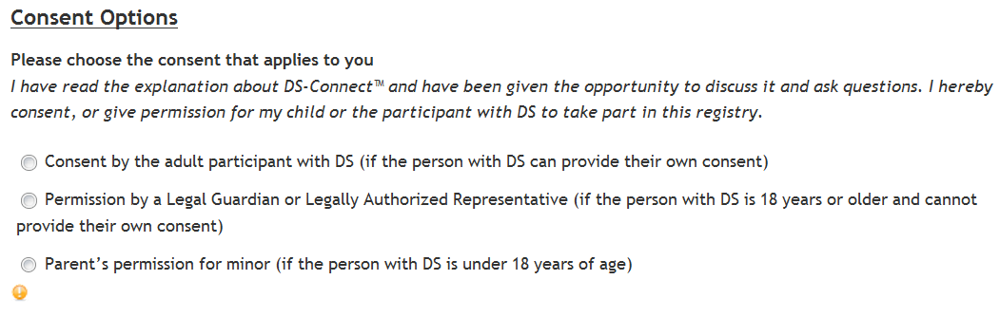 Consent Options
Please choose the consent that applies to you
I have read the explanation about DS-Connect™ and have been given the opportunity to discuss it and ask questions. I hereby
consent, or give permission for my child or the participant with DS to take part in this registry.
Consent by the adult participant with DS (if the person with DS can provide their own consent)
Permission by a Legal Guardian or Legally Authorized Representative (if the person with DS is 18 years or older and cannot
provide their own consent)
Parent’s permission for minor (if the person with DS is under 18 years of age)